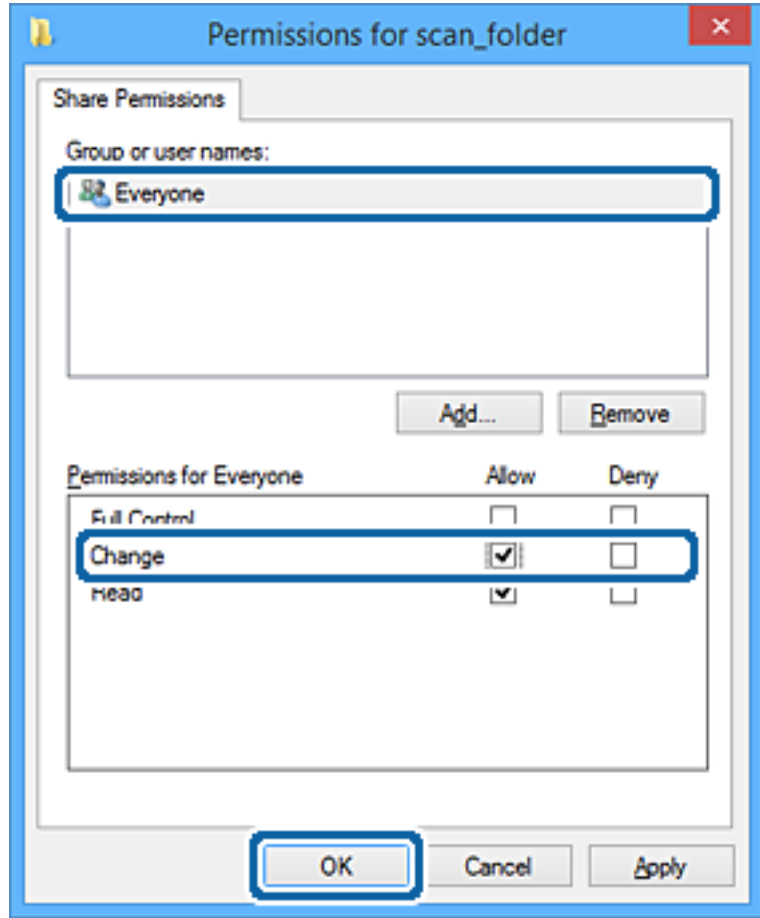 Permissions for scan_folder
Share Permissions
Group or user names:
Everyone
Add... Remove
Permissions for Everyone Allow Deny
Full Control
Change
Read
OK Cancel Apply